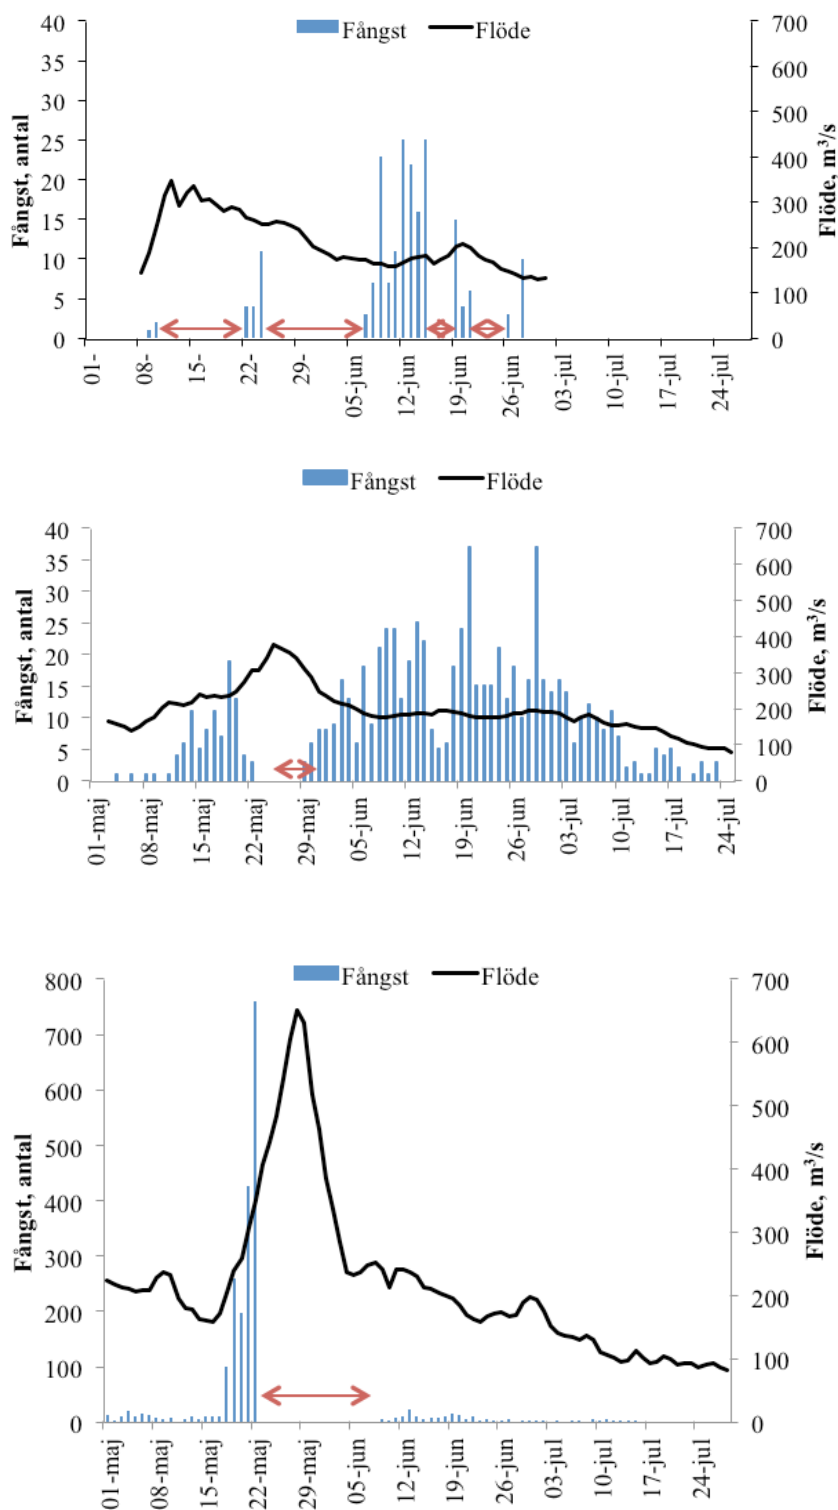 Fångst Flöde
40
35
30
25
20
15
10
5
0
Fångst, antal
700
600
500
400
300
200
100
0
Flöde, m³/s
01-
08-
15-
22-
29-
05-jun
12-jun
19-jun
26-jun
03-jul
10-jul
17-jul
24-jul
Fångst Flöde
40
35
30
25
20
15
10
5
0
Fångst, antal
700
600
500
400
300
200
100
0
Flöde, m³/s
01-maj
08-maj
15-maj
22-maj
29-maj
05-jun
12-jun
19-jun
26-jun
03-jul
10-jul
17-jul
24-jul
Fångst Flöde
800
700
600
500
400
300
200
100
0
Fångst, antal
700
600
500
400
300
200
100
0
Flöde, m³/s
01-maj
08-maj
15-maj
22-maj
29-maj
05-jun
12-jun
19-jun
26-jun
03-jul
10-jul
17-jul
24-jul